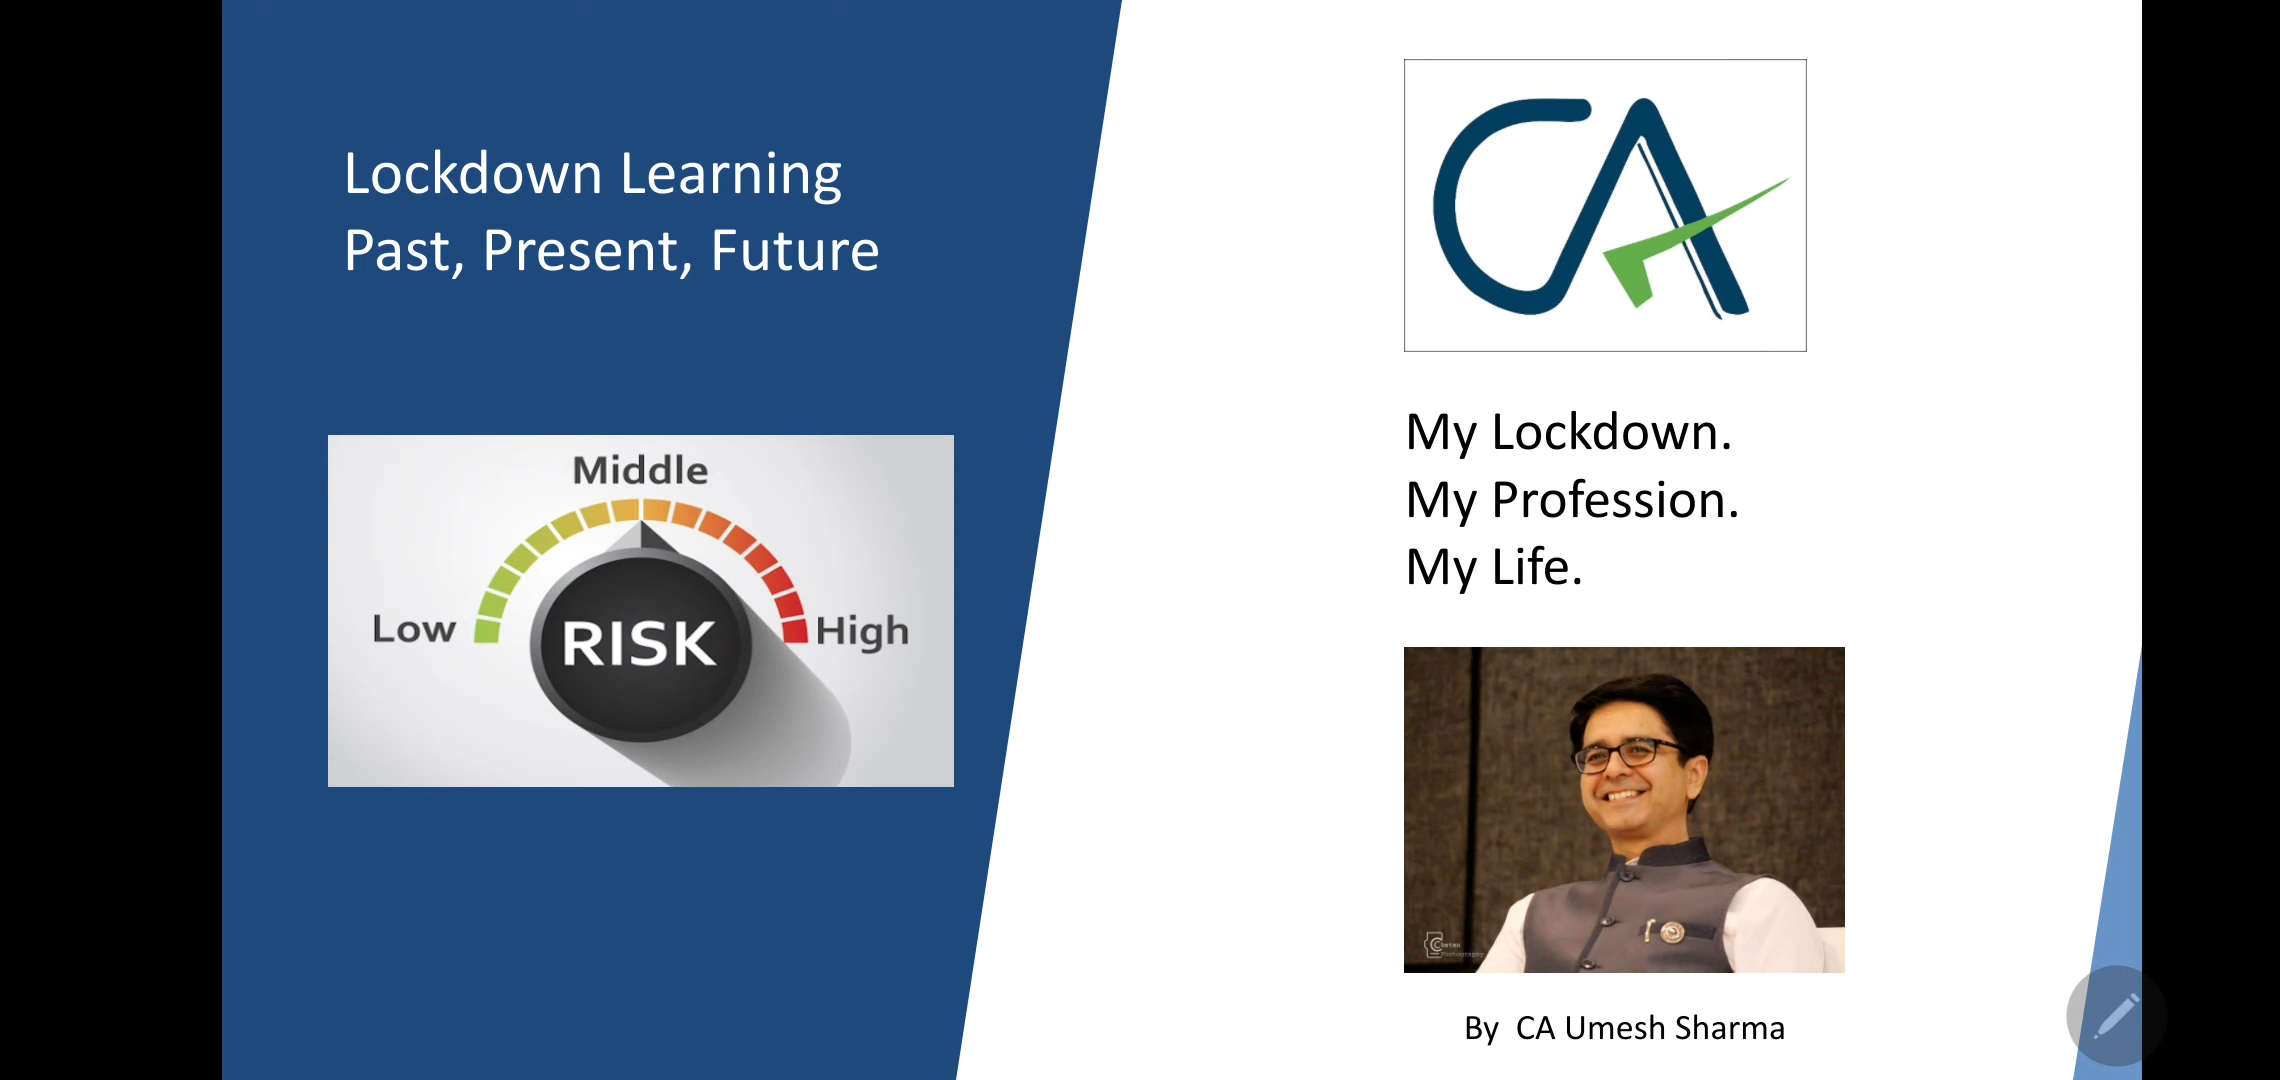 Lockdown Learning
Past, Present, Future
Middle
Low
High
RISK
CA
My Lockdown.
My Profession.
My Life.
Photography
By CA Umesh Sharma